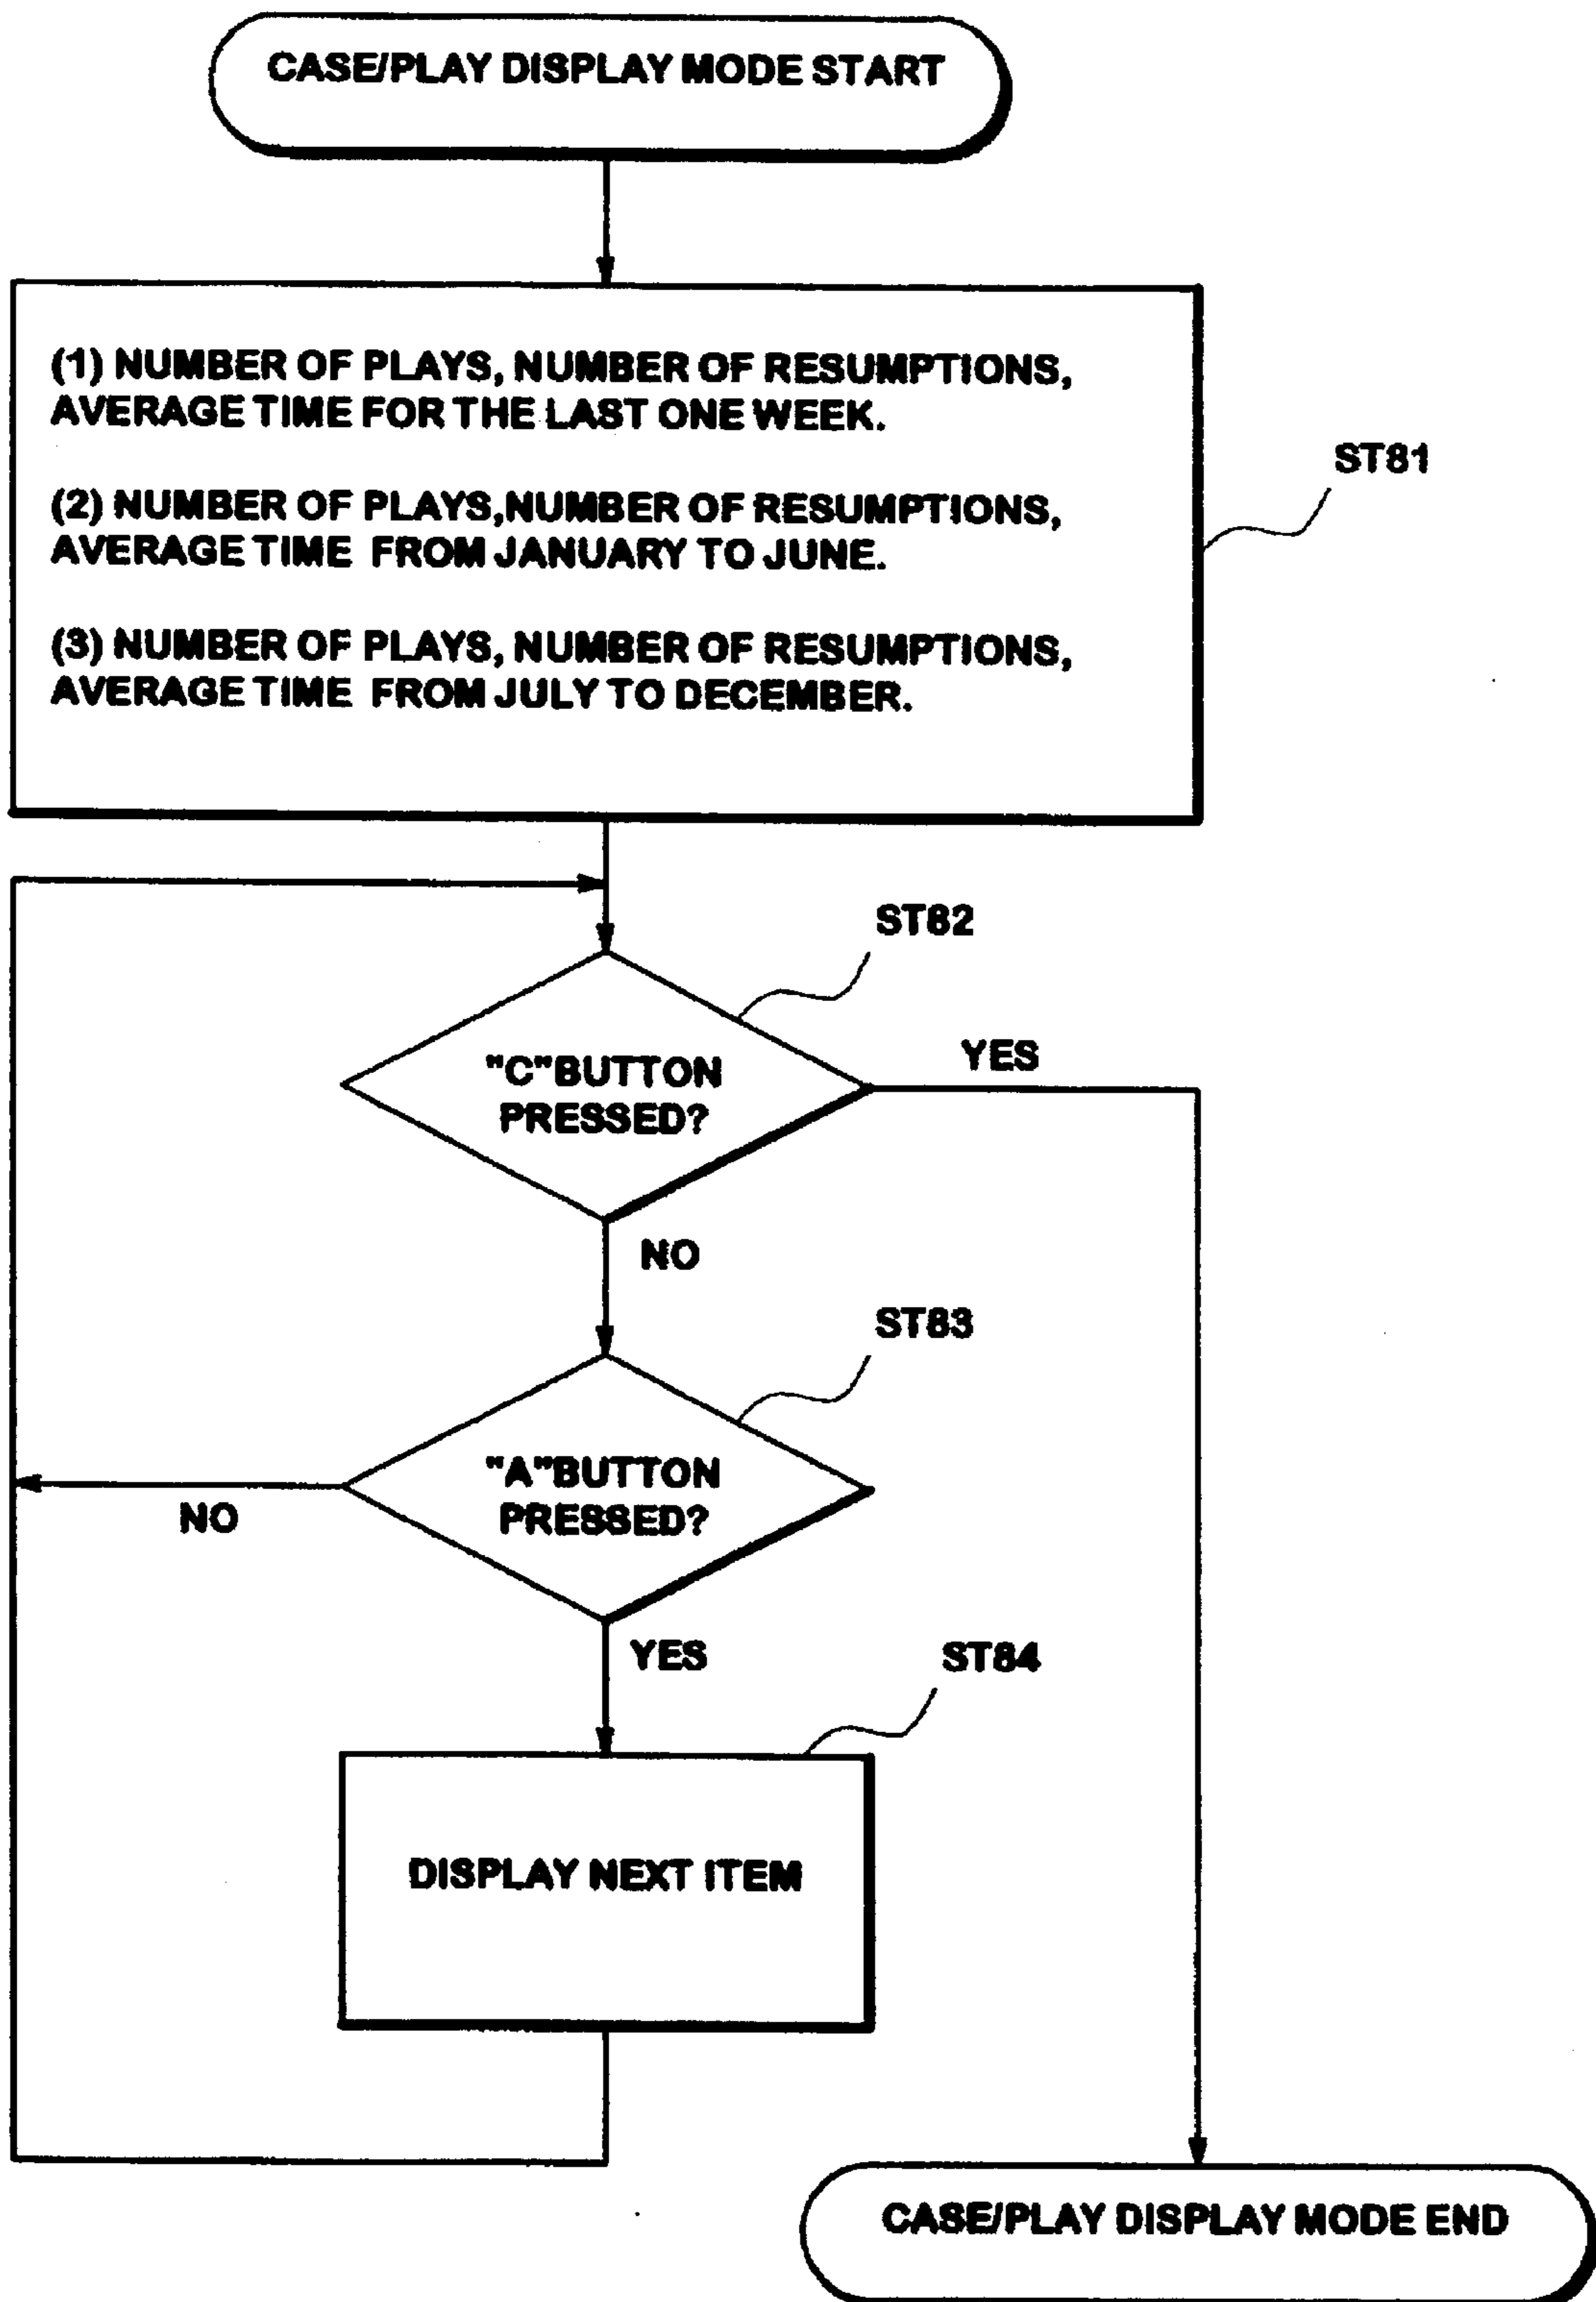 CASE/PLAY DISPLAY MODE START
(1) NUMBER OF PLAYS, NUMBER OF RESUMPTIONS,
AVERAGE TIME FOR THE LAST ONE WEEK.
(2) NUMBER OF PLAYS,NUMBER OF RESUMPTIONS,
AVERAGE TIME FROM JANUARY TO JUNE.
(3) NUMBER OF PLAYS, NUMBER OF RESUMPTIONS,
AVERAGE TIME FROM JULY TO DECEMBER.
ST81
ST82
"C"BUTTON
PRESSED?
YES
NO
ST83
"A"BUTTON
PRESSED?
NO
YES
ST84
DISPLAY NEXT ITEM
CASE/PLAY DISPLAY MODE END